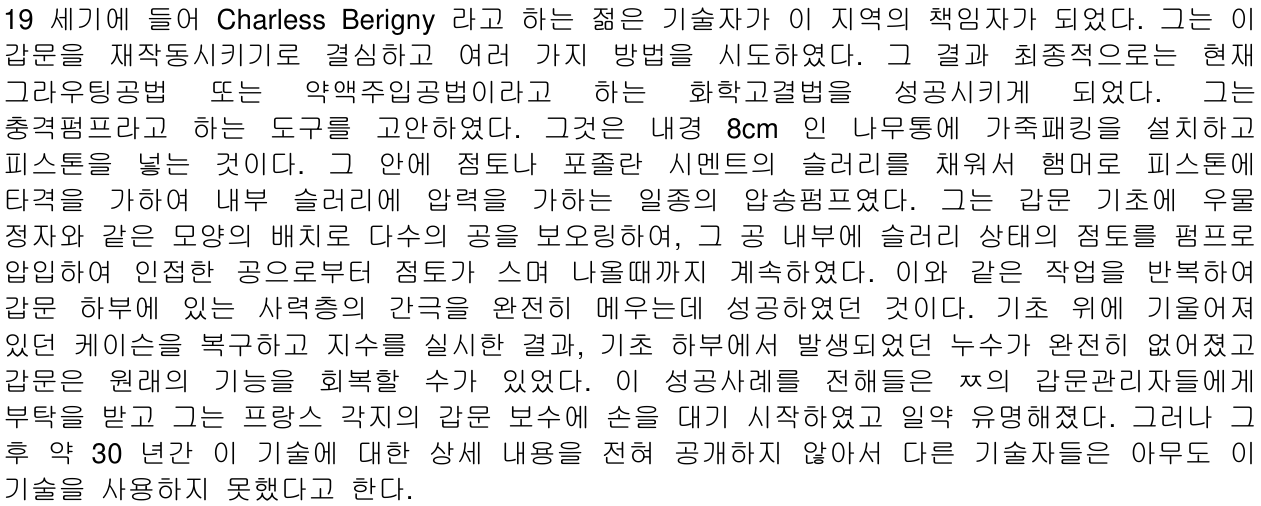 19 세기에 들어 Charless Berigny 라고 하는 젊은 기술자가 이 지역의 책임자가 되었다. 그는 이
갑문을 재작동시키기로 결심하고 여러 가지 방법을 시도하였다. 그 결과 최종적으로는 현재
그라우팅공법 또는 약액주입공법이라고 하는 화학고결법을 성공시키게 되었다. 그는
충격펌프라고 하는 도구를 고안하였다. 그것은 내경 8cm 인 나무통에 가죽패킹을 설치하고
피스톤을 넣는 것이다. 그 안에 점토나 포졸란 시멘트의 슬러리를 채워서 햄머로 피스톤에
타격을 가하여 내부 슬러리에 압력을 가하는 일종의 압송펌프였다. 그는 갑문 기초에 우물
정자와 같은 모양의 배치로 다수의 공을 보오링하여, 그 공 내부에 슬러리 상태의 점토를 펌프로
압입하여 인접한 공으로부터 점토가 스며 나올때까지 계속하였다. 이와 같은 작업을 반복하여
갑문 하부에 있는 사력층의 간극을 완전히 메우는데 성공하였던 것이다. 기초 위에 기울어져
있던 케이슨을 복구하고 지수를 실시한 결과, 기초 하부에서 발생되었던 누수가 완전히 없어졌고
갑문은 원래의 기능을 회복할 수가 있었다. 이 성공사례를 전해들은 ㅉ의 갑문관리자들에게
부탁을 받고 그는 프랑스 각지의 갑문 보수에 손을 대기 시작하였고 일약 유명해졌다. 그러나 그
후 약 30 년간 이 기술에 대한 상세 내용을 전혀 공개하지 않아서 다른 기술자들은 아무도 이
기술을 사용하지 못했다고 한다.